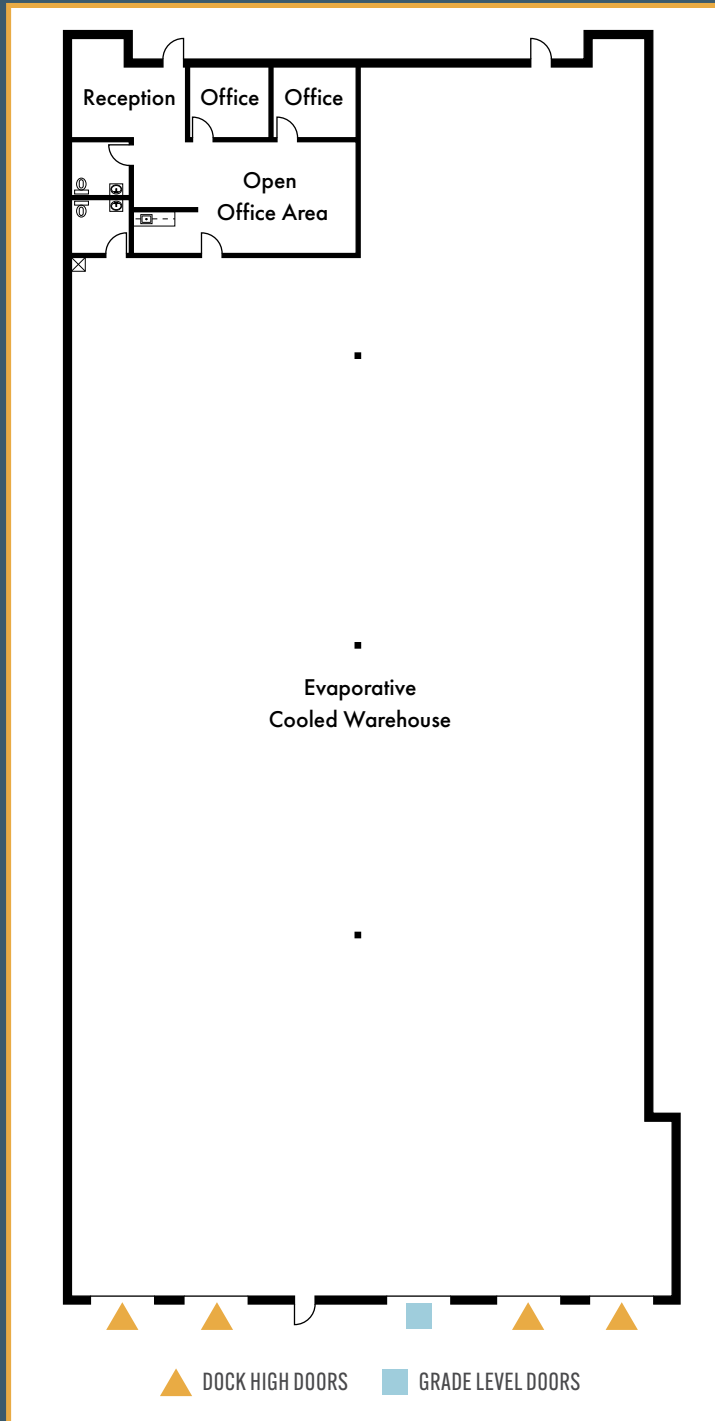 Reception
Office
Office
Open
Office Area
Evaporative
Cooled Warehouse
DOCK HIGH DOORS
GRADE LEVEL DOORS